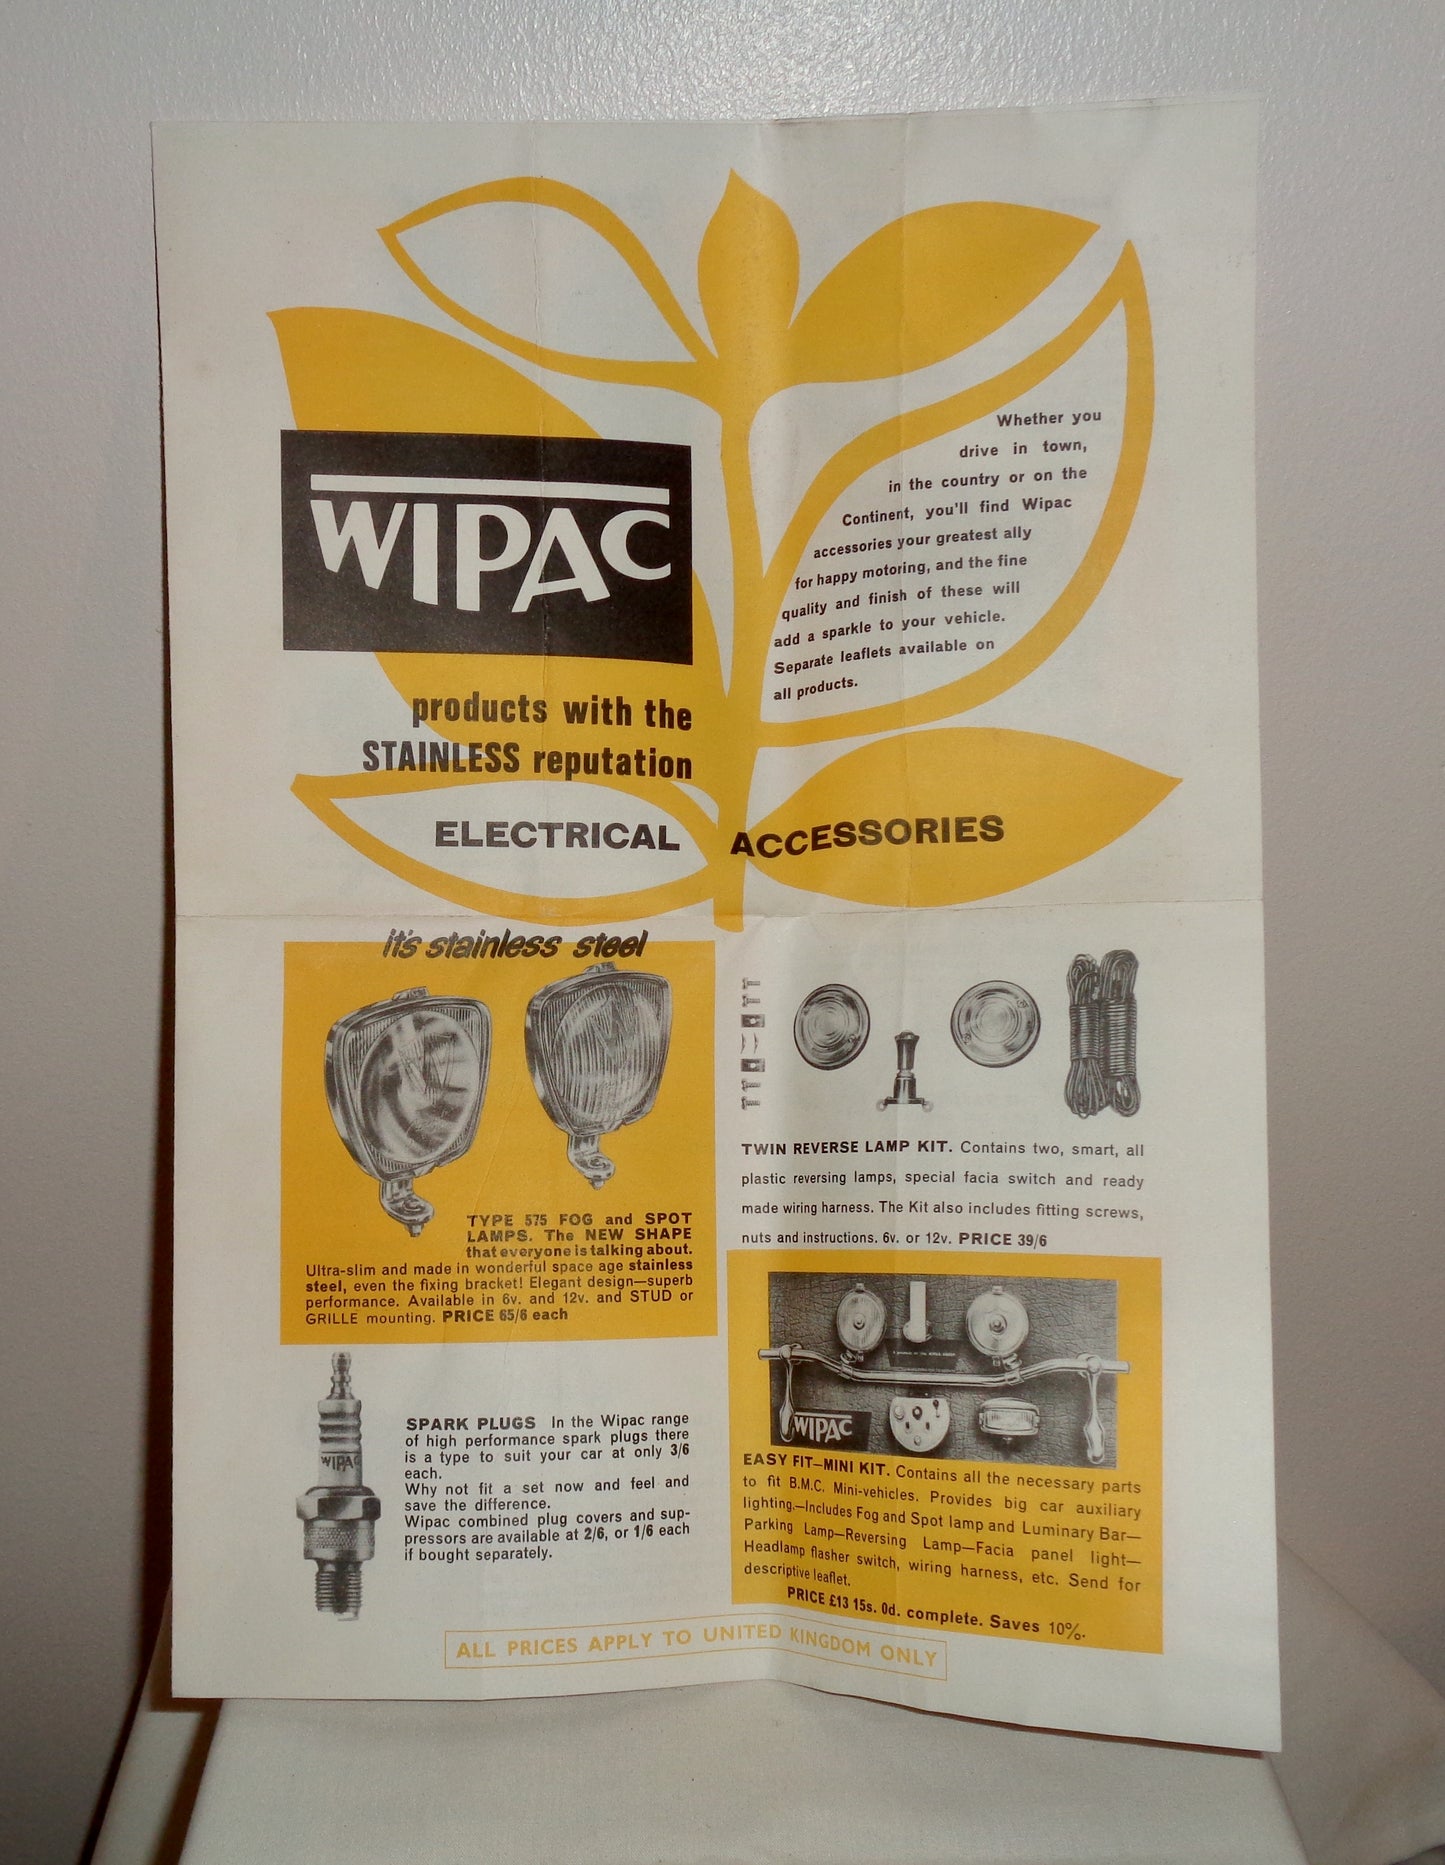 WIPAC
products with the
STAINLESS reputation
ELECTRICAL ACCESSORIES
Whether you
drive in town,
in the country or on the
Continent, you'll find Wipac
accessories your greatest ally
for happy motoring, and the fine
quality and finish of these will
add a sparkle to your vehicle.
Separate leaflets available on
all products.
it's stainless steel
TYPE 575 FOG and SPOT
LAMPS. The NEW SHAPE
that everyone is talking about.
Ultra-slim and made in wonderful space age stainless
steel, even the fixing bracket! Elegant design—superb
performance. Available in 6v. and 12v. and STUD or
GRILLE mounting. PRICE 65/6 each
WIPAC
SPARK PLUGS In the Wipac range
of high performance spark plugs there
is a type to suit your car at only 3/6
each.
Why not fit a set now and feel and
save the difference.
Wipac combined plug covers and sup-
pressors are available at 2/6, or 1/6 each
if bought separately.
TWIN REVERSE LAMP KIT. Contains two, smart, all
plastic reversing lamps, special facia switch and ready
made wiring harness. The Kit also includes fitting screws,
nuts and instructions. 6v. or 12v. PRICE 39/6
WIPAC
EASY FIT—MINI KIT. Contains all the necessary parts
to fit B.M.C. Mini-vehicles. Provides big car auxiliary
lighting.—Includes Fog and Spot lamp and Luminary Bar—
Parking Lamp—Reversing Lamp—Facia panel light—
Headlamp flasher switch, wiring harness, etc. Send for
descriptive leaflet.
PRICE £13 15s. 0d. complete. Saves 10%.
ALL PRICES APPLY TO UNITED KINGDOM ONLY